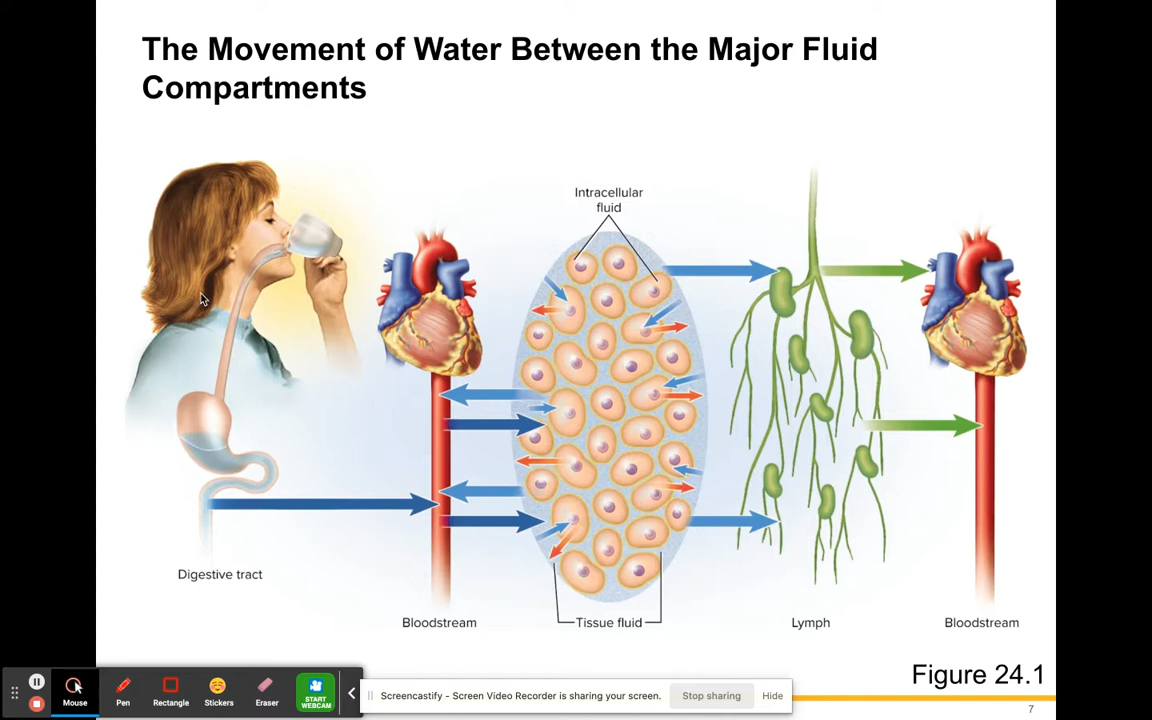 The Movement of Water Between the Major Fluid
Compartments
Intracellular
fluid
Digestive tract
Bloodstream
Tissue fluid
Lymph
Bloodstream
Figure 24.1
7
Mouse
Pen
Rectangle
Stickers
Eraser
START
WEBCAM
Screencastify - Screen Video Recorder is sharing your screen.
Stop sharing
Hide